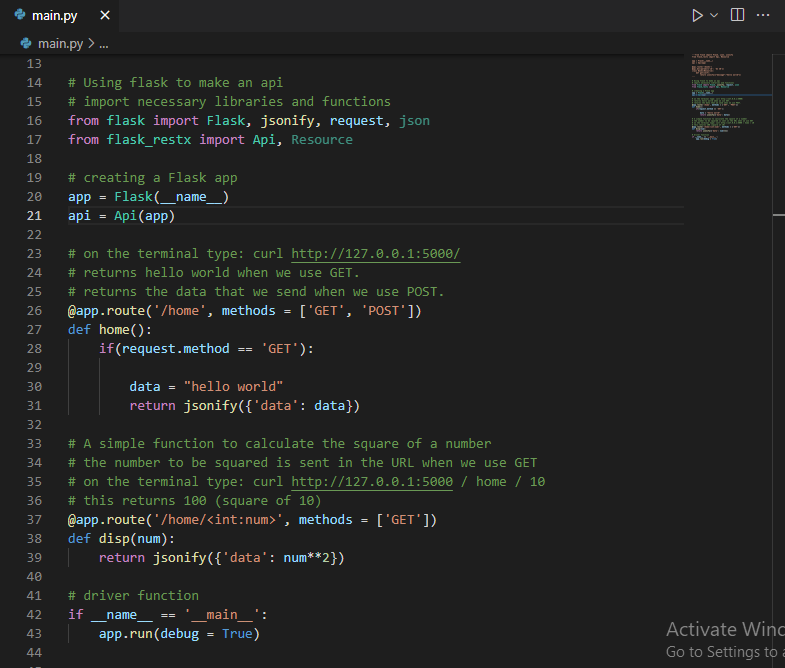 main.py
main.py > ...
13
14 # Using flask to make an api
15 # import necessary libraries and functions
16 from flask import Flask, jsonify, request, json
17 from flask_restx import Api, Resource
18
19 # creating a Flask app
20 app = Flask(__name__)
21 api = Api(app)
22
23 # on the terminal type: curl http://127.0.0.1:5000/
24 # returns hello world when we use GET.
25 # returns the data that we send when we use POST.
26 @app.route('/home', methods = ['GET', 'POST'])
27 def home():
28     if(request.method == 'GET'):
29
30         data = "hello world"
31         return jsonify({'data': data})
32
33 # A simple function to calculate the square of a number
34 # the number to be squared is sent in the URL when we use GET
35 # on the terminal type: curl http://127.0.0.1:5000 / home / 10
36 # this returns 100 (square of 10)
37 @app.route('/home/<int:num>', methods = ['GET'])
38 def disp(num):
39     return jsonify({'data': num**2})
40
41 # driver function
42 if __name__ == '__main__':
43     app.run(debug = True)
44
Activate Wind
Go to Settings to a